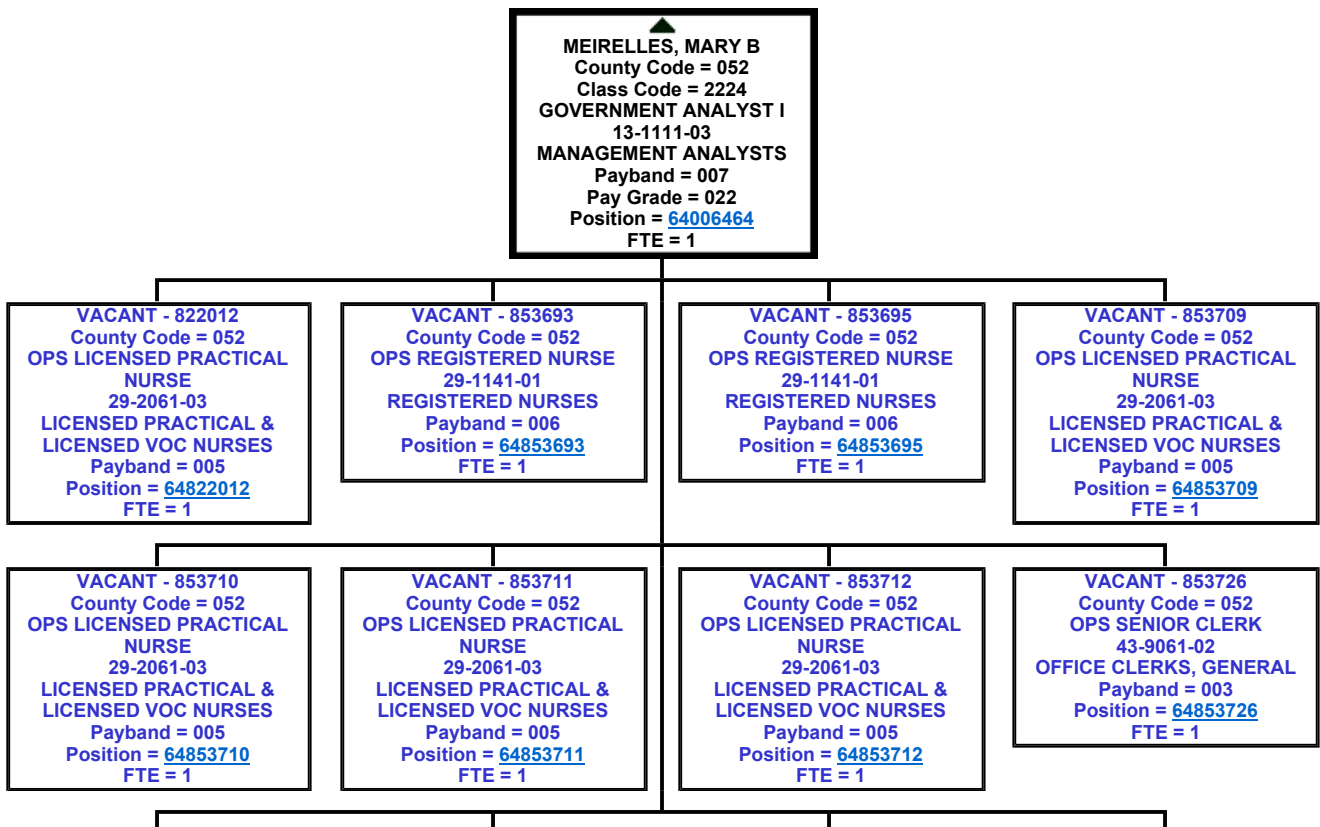 MEIRELLES, MARY B
County Code = 052
Class Code = 2224
GOVERNMENT ANALYST I
13-1111-03
MANAGEMENT ANALYSTS
Payband = 007
Pay Grade = 022
Position = 64006464
FTE = 1
VACANT - 822012
County Code = 052
OPS LICENSED PRACTICAL
NURSE
29-2061-03
LICENSED PRACTICAL &
LICENSED VOC NURSES
Payband = 005
Position = 64822012
FTE = 1
VACANT - 853693
County Code = 052
OPS REGISTERED NURSE
29-1141-01
REGISTERED NURSES
Payband = 006
Position = 64853693
FTE = 1
VACANT - 853695
County Code = 052
OPS REGISTERED NURSE
29-1141-01
REGISTERED NURSES
Payband = 006
Position = 64853695
FTE = 1
VACANT - 853709
County Code = 052
OPS LICENSED PRACTICAL
NURSE
29-2061-03
LICENSED PRACTICAL &
LICENSED VOC NURSES
Payband = 005
Position = 64853709
FTE = 1
VACANT - 853710
County Code = 052
OPS LICENSED PRACTICAL
NURSE
29-2061-03
LICENSED PRACTICAL &
LICENSED VOC NURSES
Payband = 005
Position = 64853710
FTE = 1
VACANT - 853711
County Code = 052
OPS LICENSED PRACTICAL
NURSE
29-2061-03
LICENSED PRACTICAL &
LICENSED VOC NURSES
Payband = 005
Position = 64853711
FTE = 1
VACANT - 853712
County Code = 052
OPS LICENSED PRACTICAL
NURSE
29-2061-03
LICENSED PRACTICAL &
LICENSED VOC NURSES
Payband = 005
Position = 64853712
FTE = 1
VACANT - 853726
County Code = 052
OPS SENIOR CLERK
43-9061-02
OFFICE CLERKS, GENERAL
Payband = 003
Position = 64853726
FTE = 1